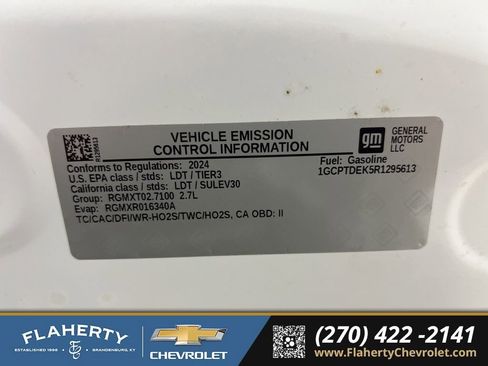 R1295613
VEHICLE EMISSION
CONTROL INFORMATION
gm
GENERAL
MOTORS
LLC
Conforms to Regulations: 2024
Fuel: Gasoline
U.S. EPA class / stds: LDT / TIER3
1GCPTDEK5R1295613
California class / stds: LDT / SULEV30
Group: RGMXT02.7100 2.7L
Evap: RGMXR016340A
TC/CAC/DFI/WR-HO2S/TWC/HO2S, CA OBD: II
FLAHERTY
ESTABLISHED 1996
BRANDENBURG, KY
CHEVROLET
(270) 422 -2141
www.FlahertyChevrolet.com